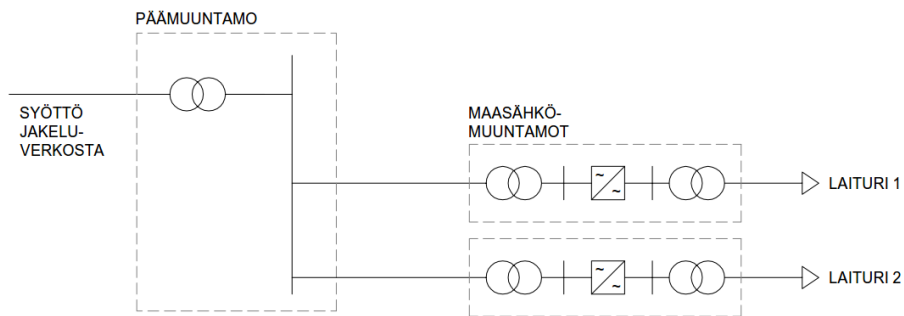 PÄÄMUUNTAMO
SYÖTTÖ
JAKELU-
VERKOSTA
MAASÄHKÖ-
MUUNTAMOT
~
~
LAITURI 1
~
~
LAITURI 2